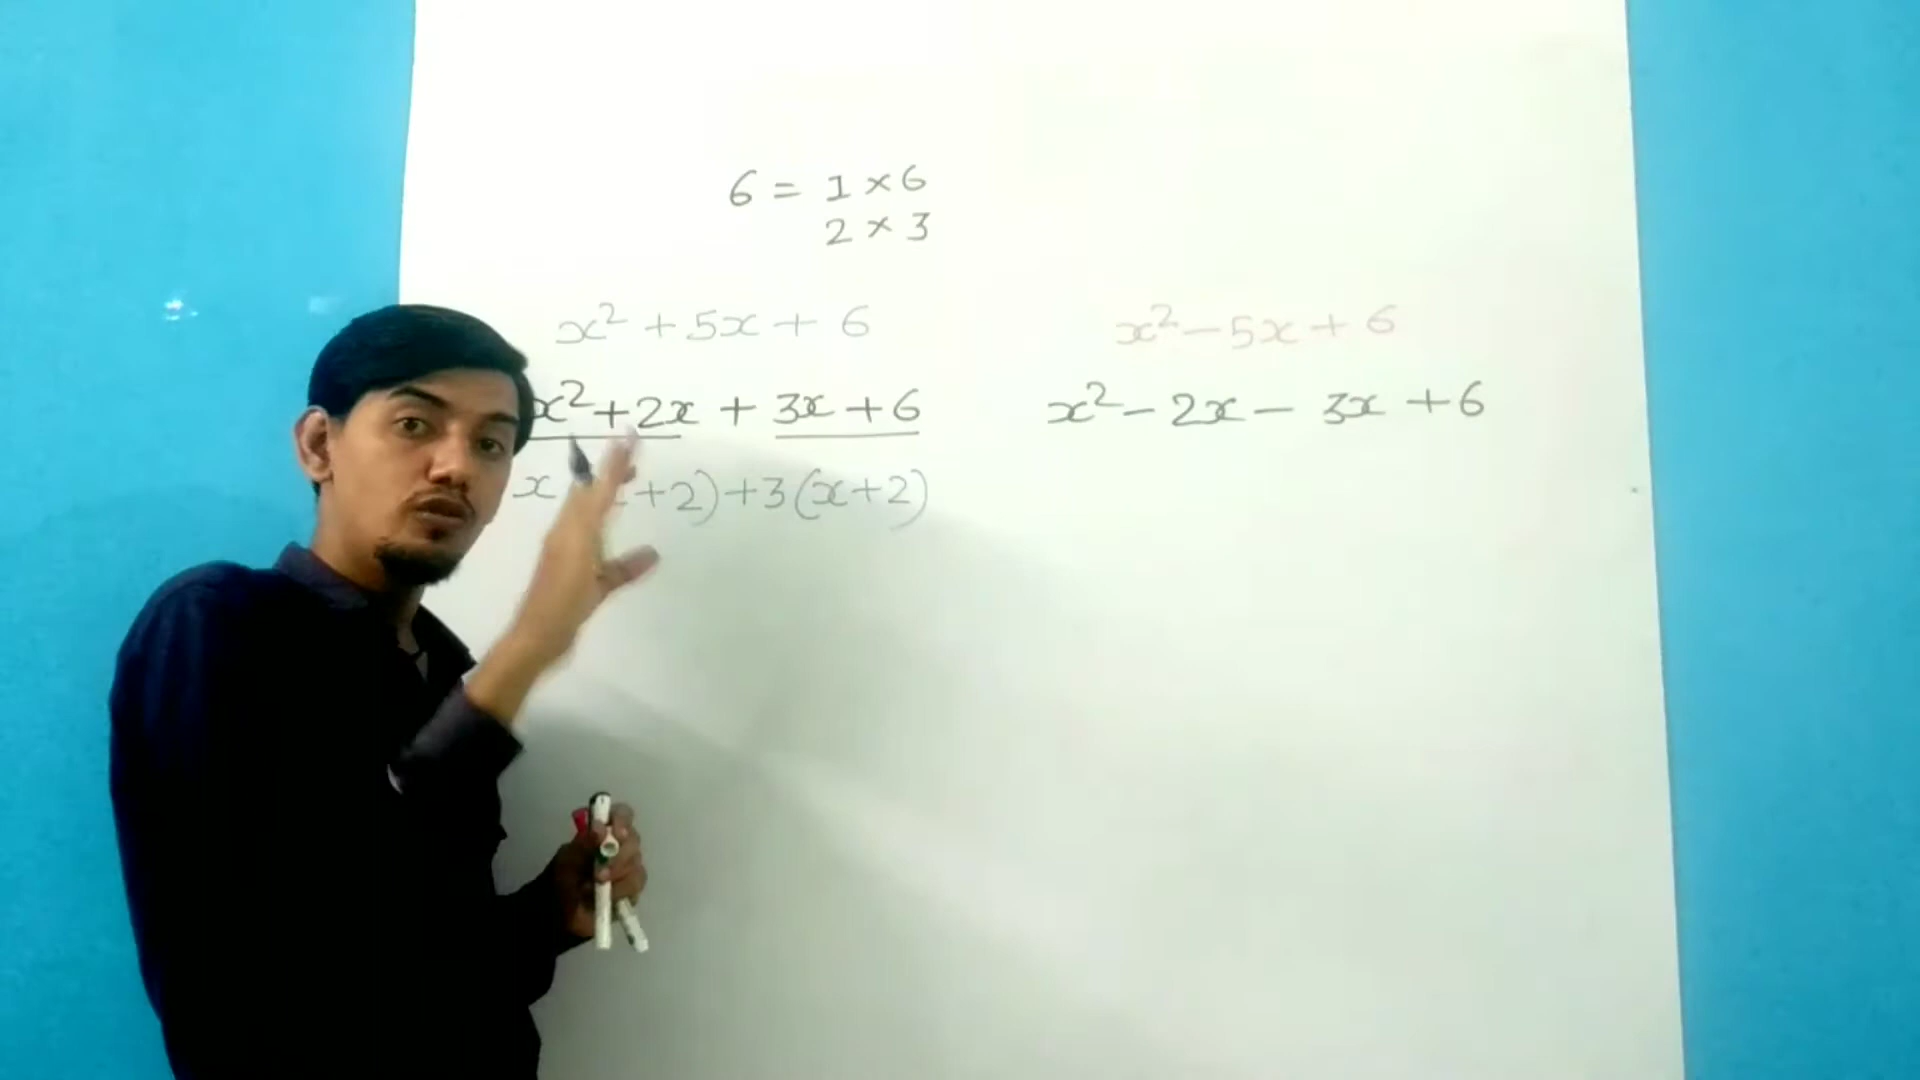 6 = 1 × 6
2 × 3
x² + 5x + 6
x² + 2x + 3x + 6
x +2) + 3(x+2)
x² - 5x + 6
x² - 2x - 3x + 6